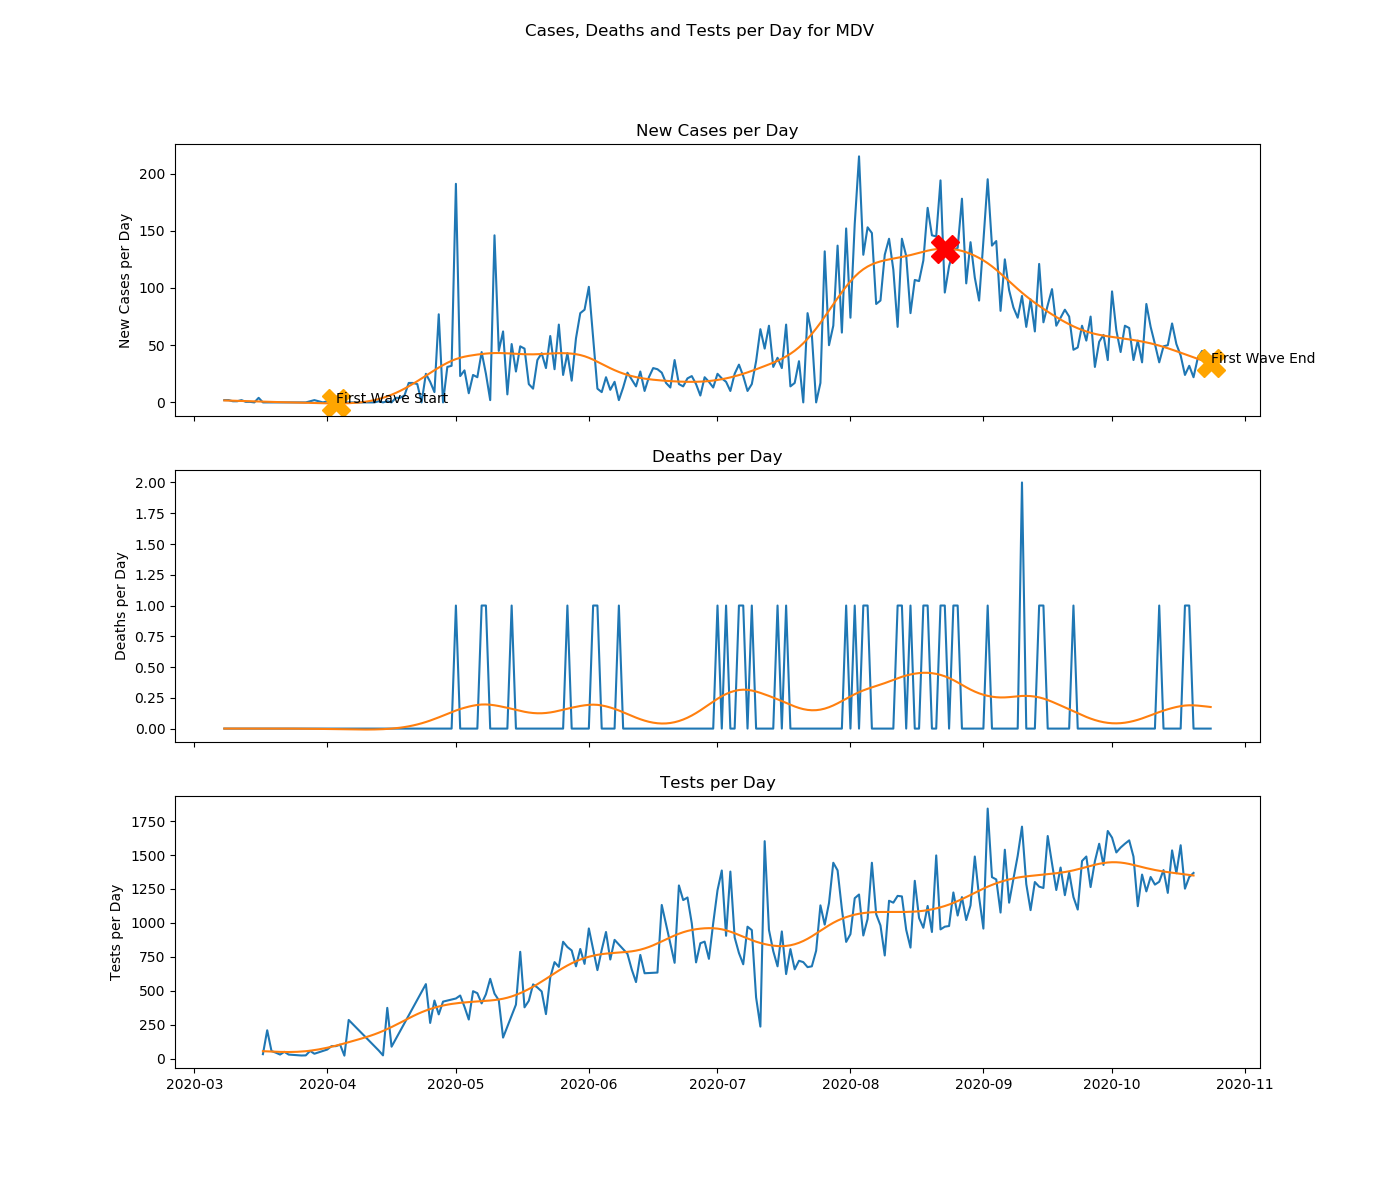 Cases, Deaths and Tests per Day for MDV
New Cases per Day
New Cases per Day
200
150
100
50
0
First Wave Start
First Wave End
Deaths per Day
Deaths per Day
2.00
1.75
1.50
1.25
1.00
0.75
0.50
0.25
0.00
Tests per Day
Tests per Day
1750
1500
1250
1000
750
500
250
0
2020-03 2020-04 2020-05 2020-06 2020-07 2020-08 2020-09 2020-10 2020-11